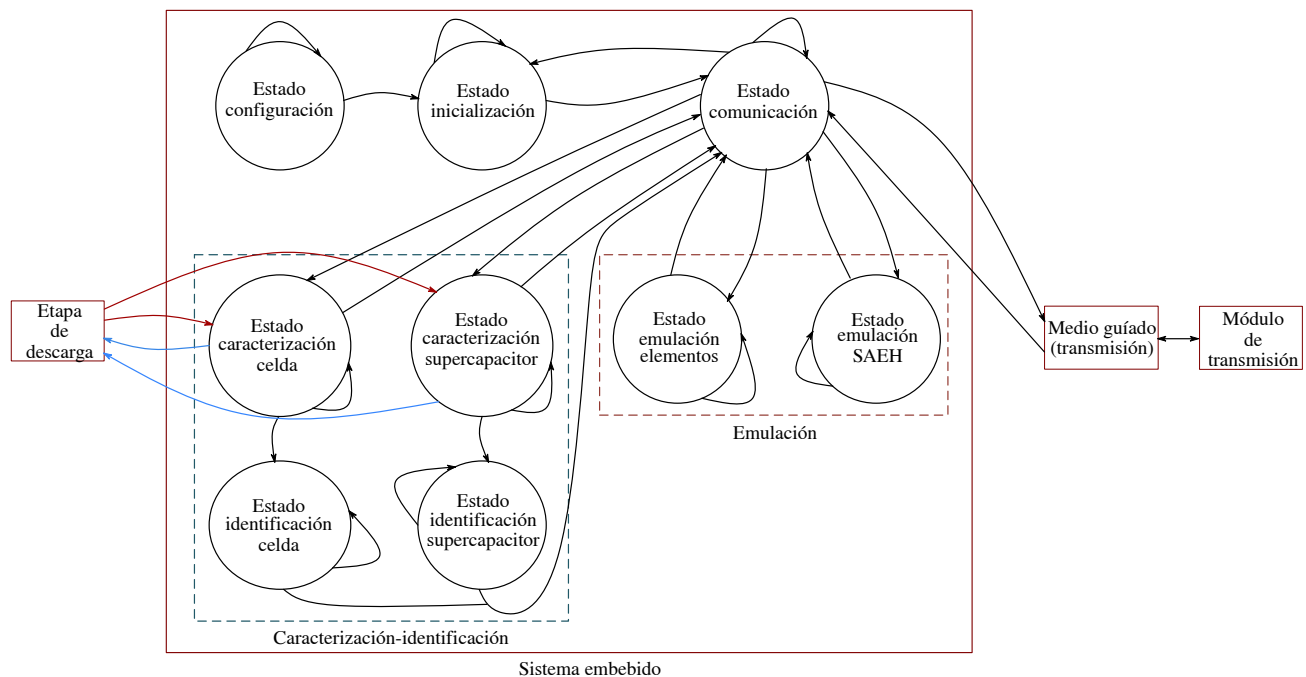 Estado
configuración
Estado
inicialización
Estado
comunicación
Etapa
de
descarga
Estado
caracterización
celda
Estado
caracterización
supercapacitor
Estado
emulación
elementos
Estado
emulación
SAEH
Medio guíado
(transmisión)
Módulo
de
transmisión
Emulación
Estado
identificación
celda
Estado
identificación
supercapacitor
Caracterización-identificación
Sistema embebido